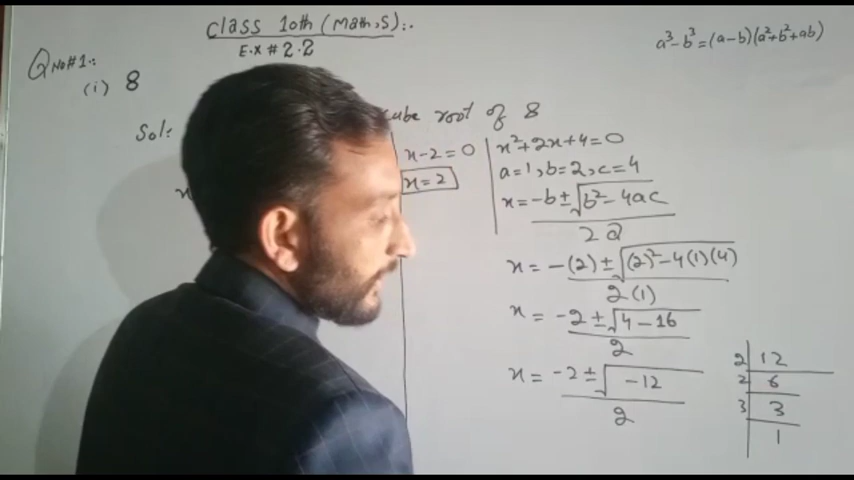 Class 10th (Maths):.
E.X # 2.2
a³-b³=(a-b)(a²+b²+ab)
Q No#1:.
(i) 8
Sol:
cube root of 8
x
x-2=0
x=2
x²+2x+4=0
a=1, b=2, c=4
x= -b±√b²-4ac
2a
x= -(2)±√(2)²-4(1)(4)
2(1)
x= -2±√4-16
2
x= -2±√-12
2
2 12
2 6
3 3
1